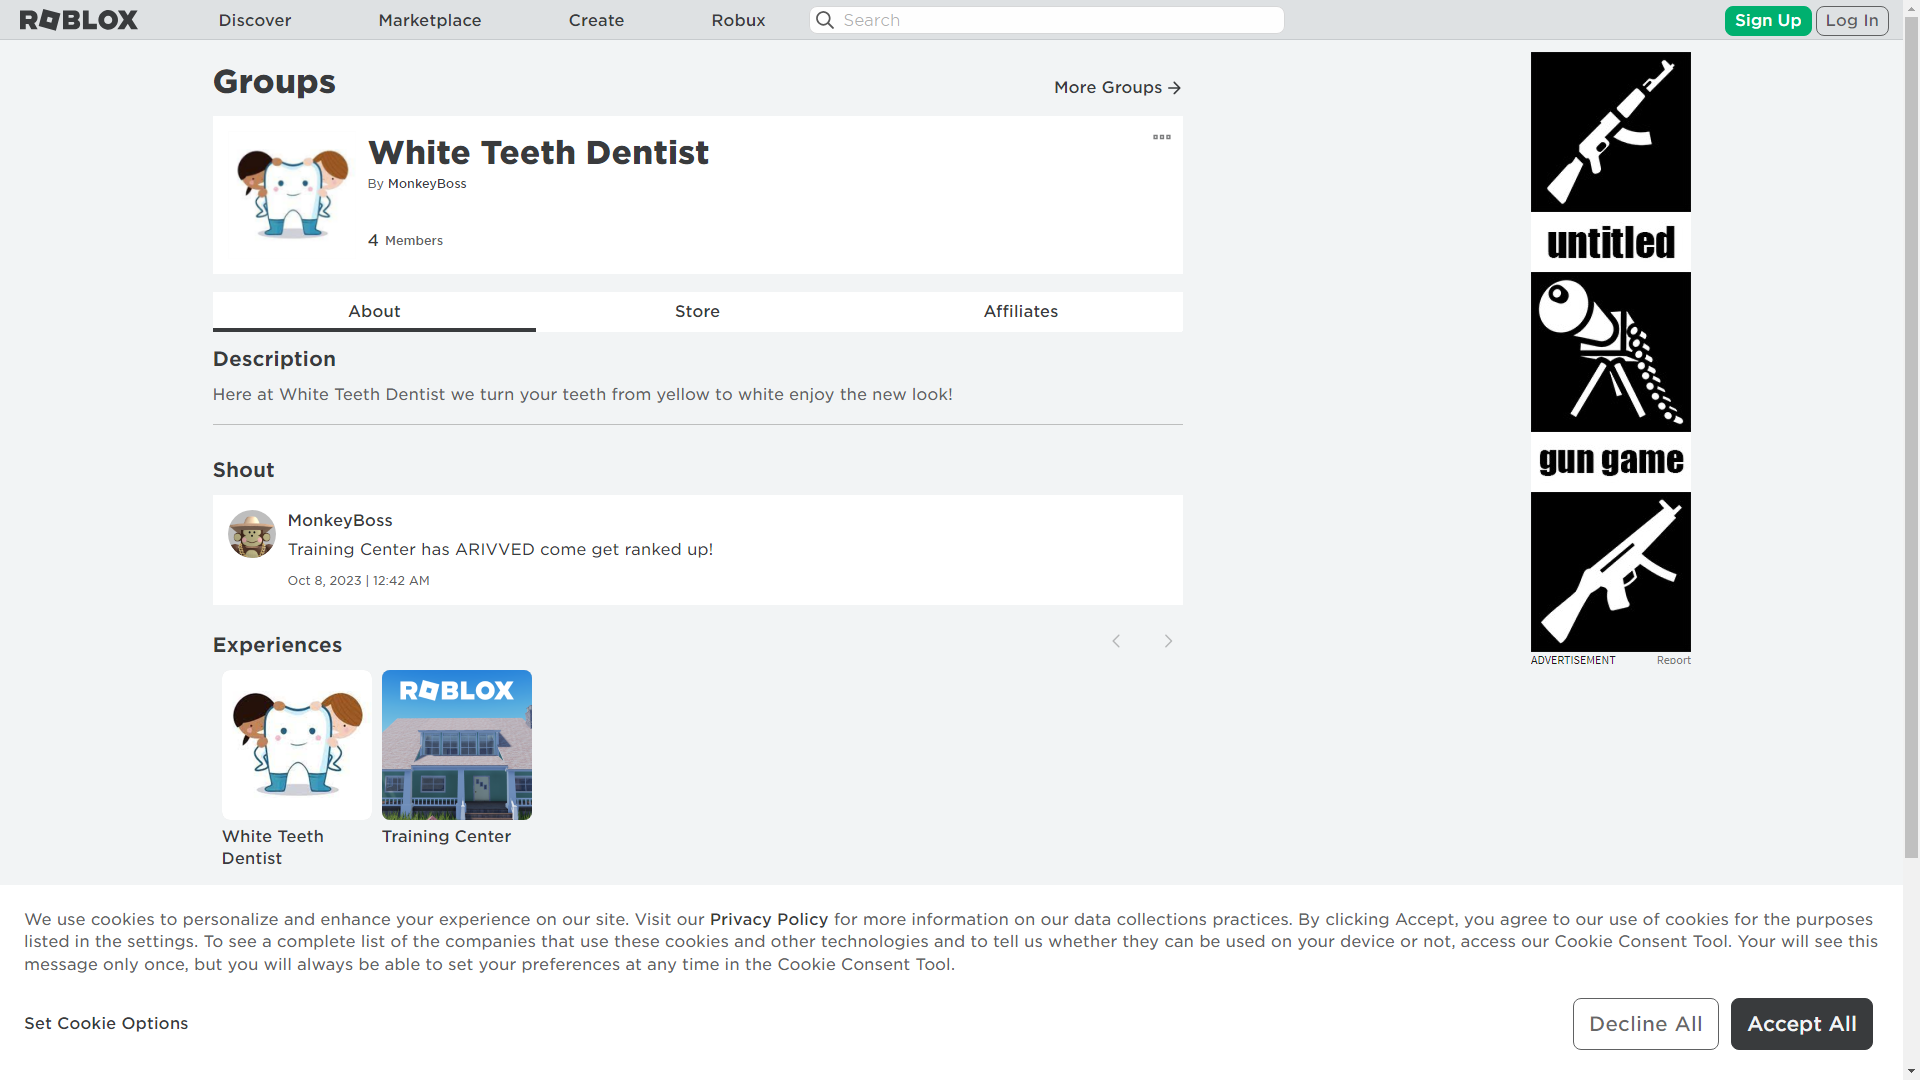 ROBLOX
Discover
Marketplace
Create
Robux
Search
Sign Up
Log In
Groups
More Groups
White Teeth Dentist
By MonkeyBoss
4 Members
About
Store
Affiliates
Description
Here at White Teeth Dentist we turn your teeth from yellow to white enjoy the new look!
Shout
MonkeyBoss
Training Center has ARIVVED come get ranked up!
Oct 8, 2023 | 12:42 AM
Experiences
ROBLOX
White Teeth
Dentist
Training Center
untitled
gun game
ADVERTISEMENT
Report
We use cookies to personalize and enhance your experience on our site. Visit our Privacy Policy for more information on our data collections practices. By clicking Accept, you agree to our use of cookies for the purposes
listed in the settings. To see a complete list of the companies that use these cookies and other technologies and to tell us whether they can be used on your device or not, access our Cookie Consent Tool. Your will see this
message only once, but you will always be able to set your preferences at any time in the Cookie Consent Tool.
Set Cookie Options
Decline All
Accept All